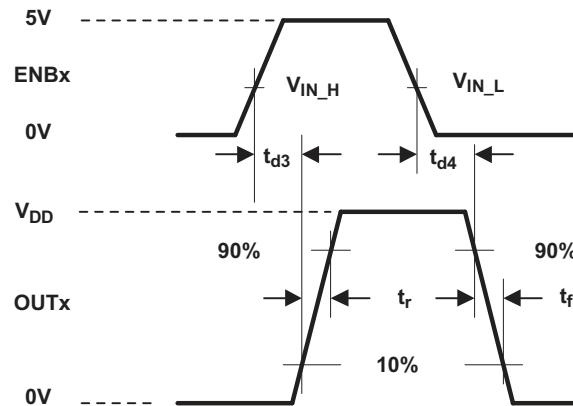 5V
ENBx
V_IN_H
V_IN_L
0V
t_d3
t_d4
V_DD
90%
90%
OUTx
t_r
t_f
10%
0V